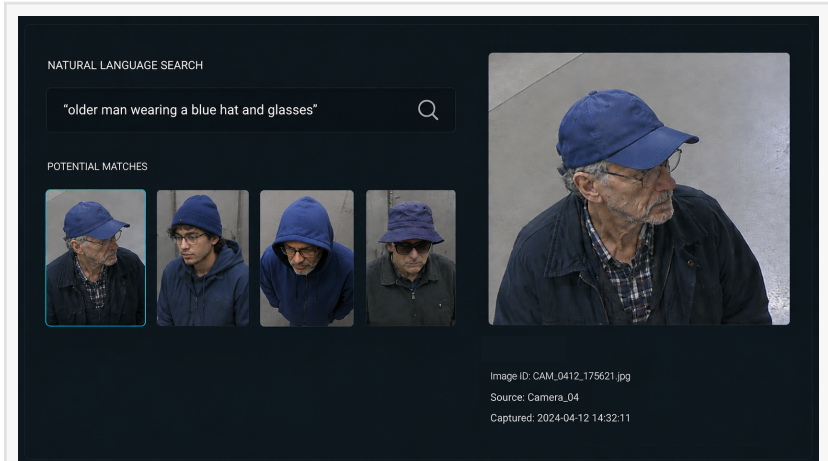 NATURAL LANGUAGE SEARCH
“older man wearing a blue hat and glasses”
POTENTIAL MATCHES
Image ID: CAM_0412_175621.jpg
Source: Camera_04
Captured: 2024-04-12 14:32:11